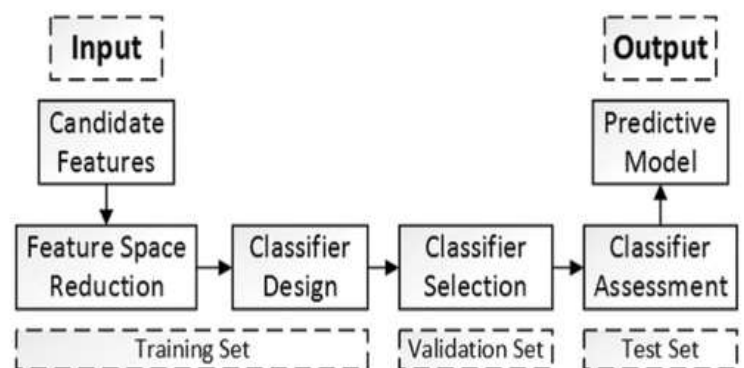 Input
Output
Candidate
Features
Predictive
Model
Feature Space
Reduction
Classifier
Design
Classifier
Selection
Classifier
Assessment
Training Set
Validation Set
Test Set